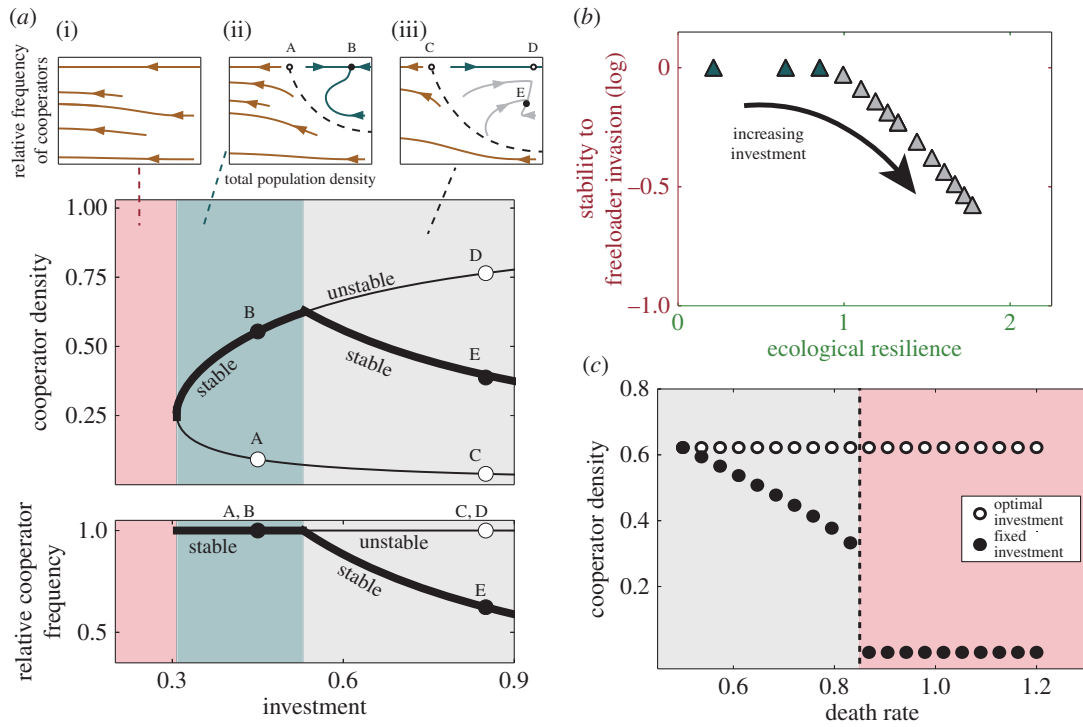 (a)
(i)
(ii)
(iii)
relative frequency
of cooperators
A
B
C
D
E
total population density
1.00
0.75
0.50
0.25
cooperator density
stable
B
A
unstable
D
stable
E
C
relative cooperator
frequency
1.0
0.5
A, B
C, D
stable
unstable
stable
E
0.3
0.6
0.9
investment
(b)
stability to
freeloader invasion (log)
0
−0.5
−1.0
increasing
investment
0
1
2
ecological resilience
(c)
cooperator density
0.8
0.6
0.4
0.2
optimal
investment
fixed
investment
0.6
0.8
1.0
1.2
death rate